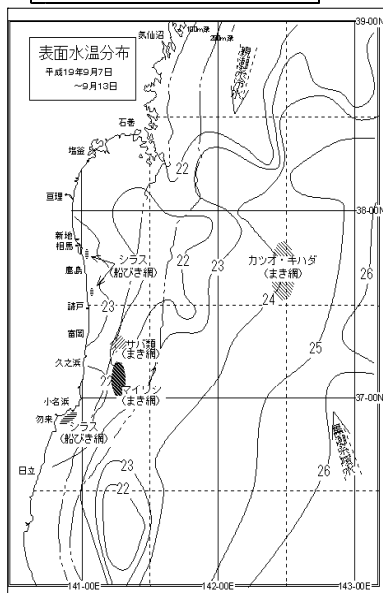 表面水温分布
平成19年9月7日
～9月13日
気仙沼
100m深
200m深
39-00N
石巻
塩釜
22
亘理
38-00N
新地
相馬
鹿島
シラス
(船びき網)
22
23
カツオ・キハダ
(まき網)
26
請戸
23
24
富岡
サバ類
(まき網)
25
久之浜
22
マイワシ
(まき網)
37-00N
小名浜
勿来
シラス
(船びき網)
日立
23
22
26
141-00E
142-00E
143-00E